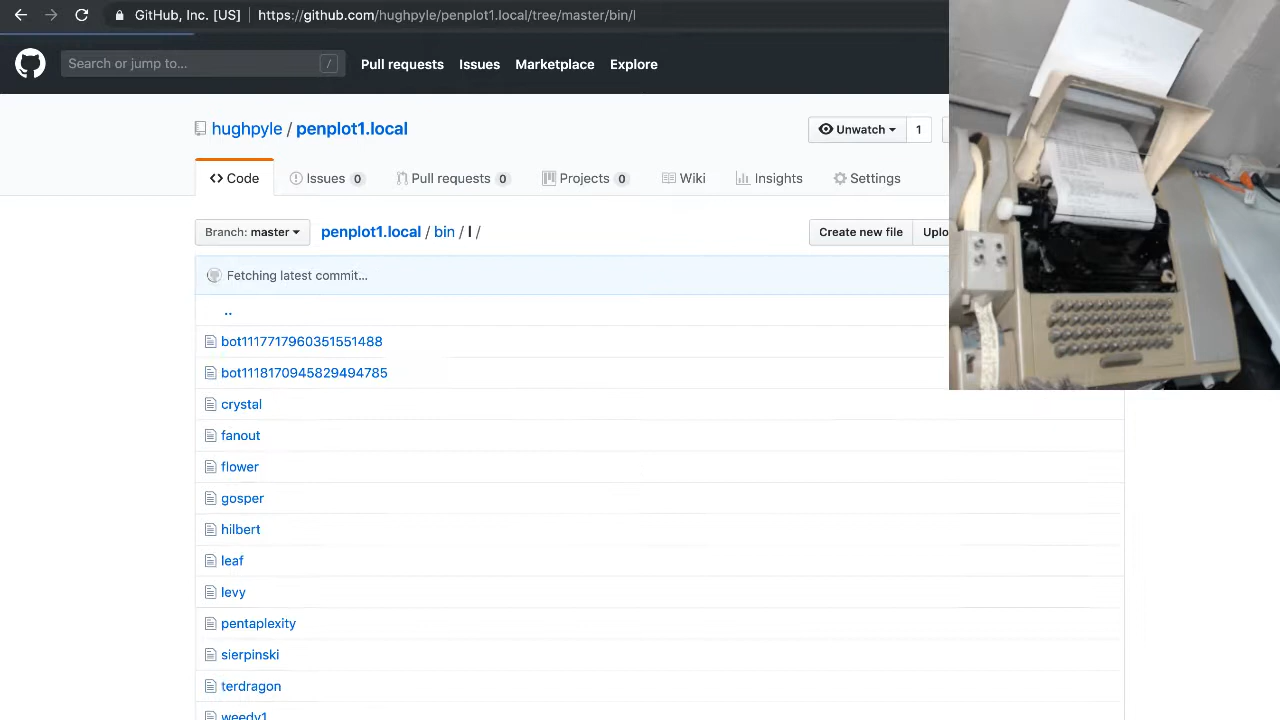 GitHub, Inc. [US] https://github.com/hughpyle/penplot1.local/tree/master/bin/l
Search or jump to... / Pull requests Issues Marketplace Explore
hughpyle / penplot1.local Unwatch 1
Code Issues 0 Pull requests 0 Projects 0 Wiki Insights Settings
Branch: master penplot1.local / bin / l / Create new file Uplo
Fetching latest commit...
..
bot1117717960351551488
bot1118170945829494785
crystal
fanout
flower
gosper
hilbert
leaf
levy
pentaplexity
sierpinski
terdragon
weedy1